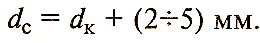 d_с = d_к + (2÷5) мм.